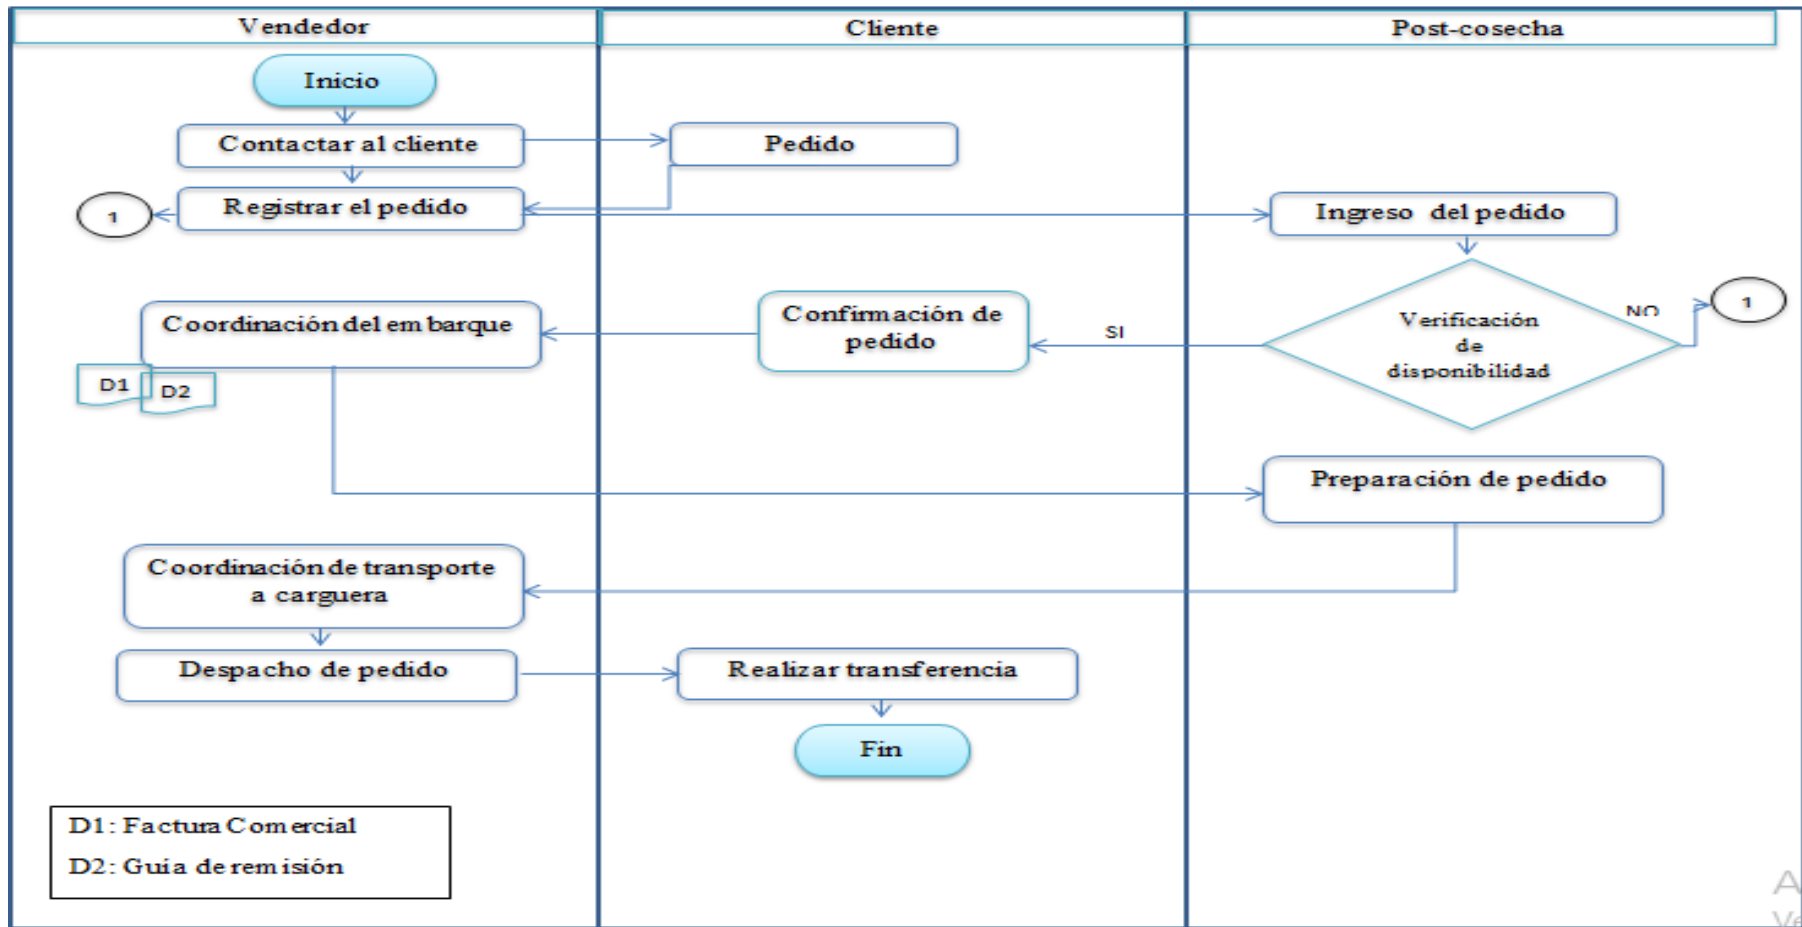 Vendedor
Cliente
Post-cosecha
Inicio
Contactar al cliente
Pedido
Registrar el pedido
1
Ingreso del pedido
Coordinación del embarque
D1
D2
Confirmación de
pedido
SI
Verificación
de
disponibilidad
NO
1
Preparación de pedido
Coordinación de transporte
a carguera
Despacho de pedido
Realizar transferencia
Fin
D1: Factura Comercial
D2: Guia de remisión